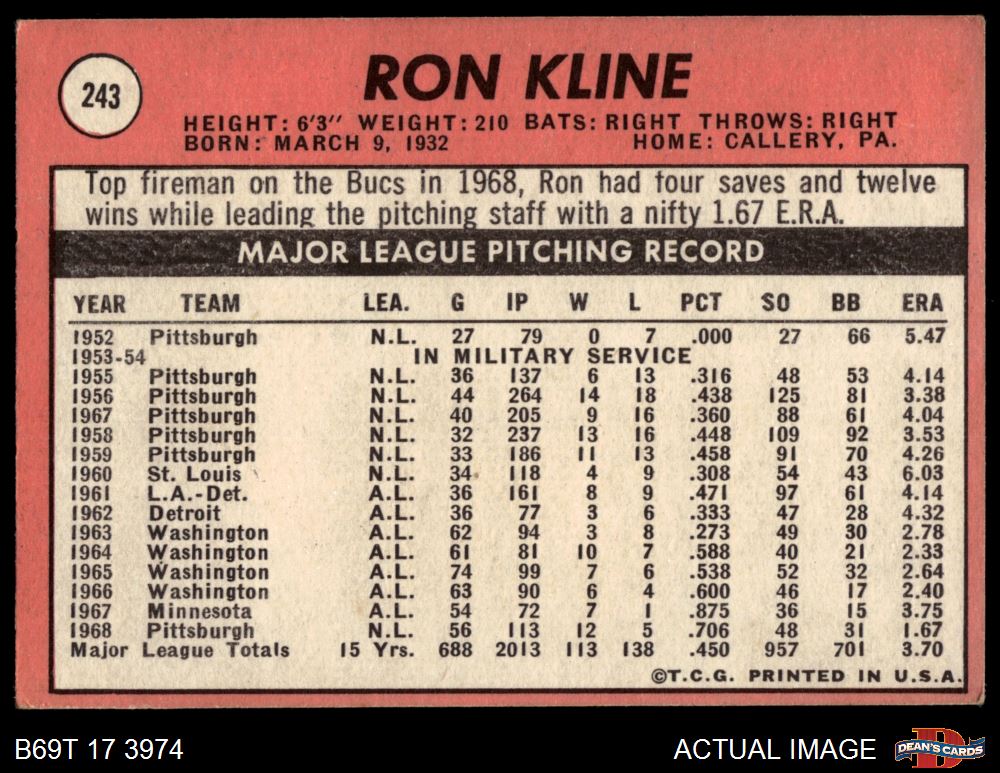 243
RON KLINE
HEIGHT: 6'3" WEIGHT: 210 BATS: RIGHT THROWS: RIGHT
BORN: MARCH 9, 1932 HOME: CALLERY, PA.
Top fireman on the Bucs in 1968, Ron had four saves and twelve
wins while leading the pitching staff with a nifty 1.67 E.R.A.
MAJOR LEAGUE PITCHING RECORD
YEAR TEAM LEA. G IP W L PCT SO BB ERA
1952 Pittsburgh N.L. 27 79 0 7 .000 27 66 5.47
1953-54 IN MILITARY SERVICE
1955 Pittsburgh N.L. 36 137 6 13 .316 48 53 4.14
1956 Pittsburgh N.L. 44 264 14 18 .438 125 81 3.38
1967 Pittsburgh N.L. 40 205 9 16 .360 88 61 4.04
1958 Pittsburgh N.L. 32 237 13 16 .448 109 92 3.53
1959 Pittsburgh N.L. 33 186 11 13 .458 91 70 4.26
1960 St. Louis N.L. 34 118 4 9 .308 54 43 6.03
1961 L.A.-Det. A.L. 36 161 8 9 .471 97 61 4.14
1962 Detroit A.L. 36 77 3 6 .333 47 28 4.32
1963 Washington A.L. 62 94 3 8 .273 49 30 2.78
1964 Washington A.L. 61 81 10 7 .588 40 21 2.33
1965 Washington A.L. 74 99 7 6 .538 52 32 2.64
1966 Washington A.L. 63 90 6 4 .600 46 17 2.40
1967 Minnesota A.L. 54 72 7 1 .875 36 15 3.75
1968 Pittsburgh N.L. 56 113 12 5 .706 48 31 1.67
Major League Totals 15 Yrs. 688 2013 113 138 .450 957 701 3.70
©T.C.G. PRINTED IN U.S.A.
B69T 17 3974 ACTUAL IMAGE
D
DEAN'S CARDS